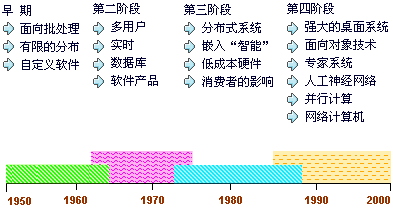 早 期
面向批处理
有限的分布
自定义软件
第二阶段
多用户
实时
数据库
软件产品
第三阶段
分布式系统
嵌入“智能”
低成本硬件
消费者的影响
第四阶段
强大的桌面系统
面向对象技术
专家系统
人工神经网络
并行计算
网络计算机
1950 1960 1970 1980 1990 2000